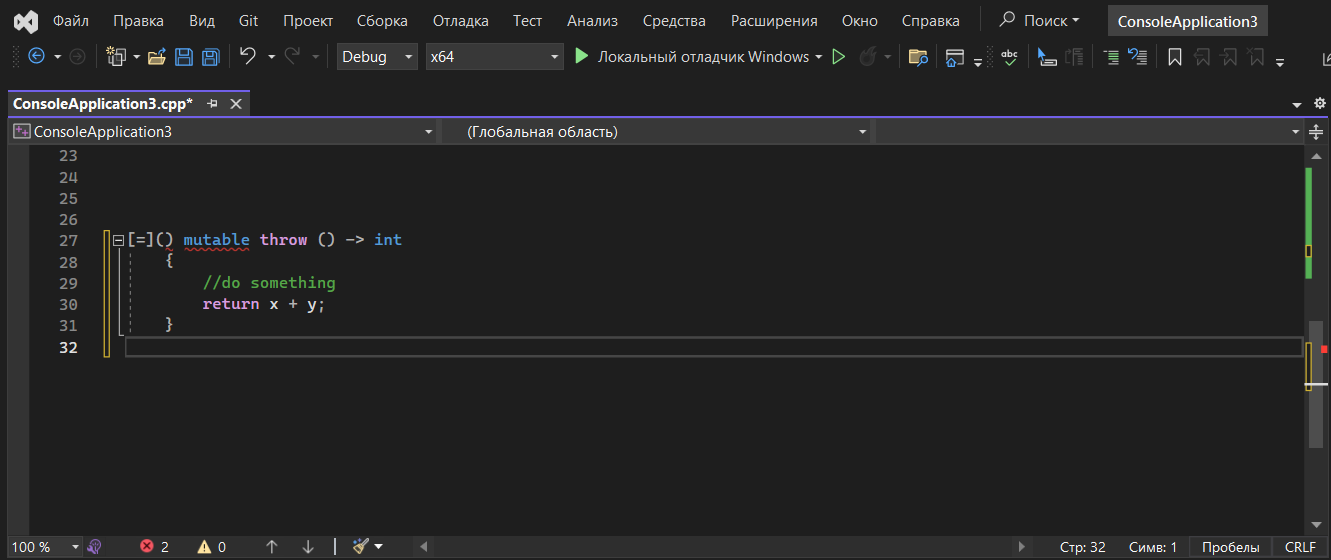 Файл Правка Вид Git Проект Сборка Отладка Тест Анализ Средства Расширения Окно Справка Поиск ConsoleApplication3
Debug x64 Локальный отладчик Windows abc
ConsoleApplication3.cpp*
ConsoleApplication3 (Глобальная область)
23
24
25
26
27 [=]() mutable throw () -> int
28 {
29 //do something
30 return x + y;
31 }
32
100 % 2 0 Стр: 32 Симв: 1 Пробелы CRLF